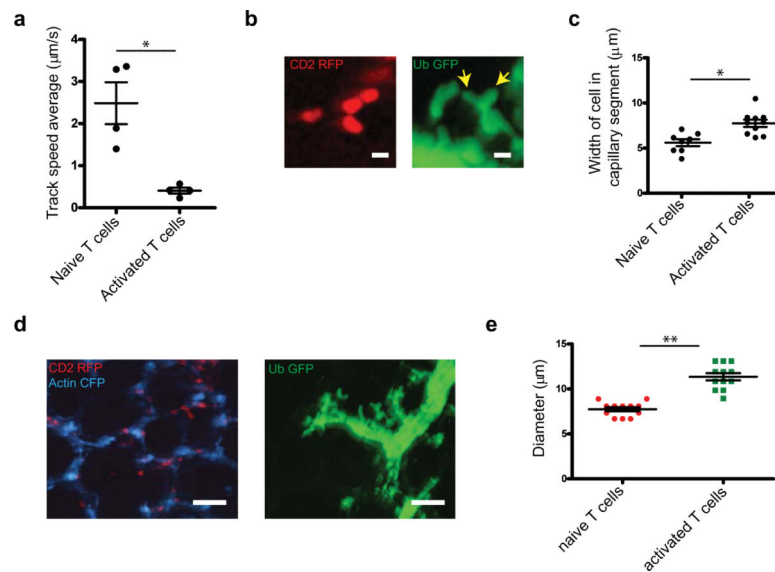 a
Track speed average (μm/s)
4
3
2
1
0
*
Naive T cells
Activated T cells
b
CD2 RFP
Ub GFP
c
Width of cell in
capillary segment (μm)
15
10
5
0
*
Naive T cells
Activated T cells
d
CD2 RFP
Actin CFP
Ub GFP
e
Diameter (μm)
15
10
5
0
**
naive T cells
activated T cells